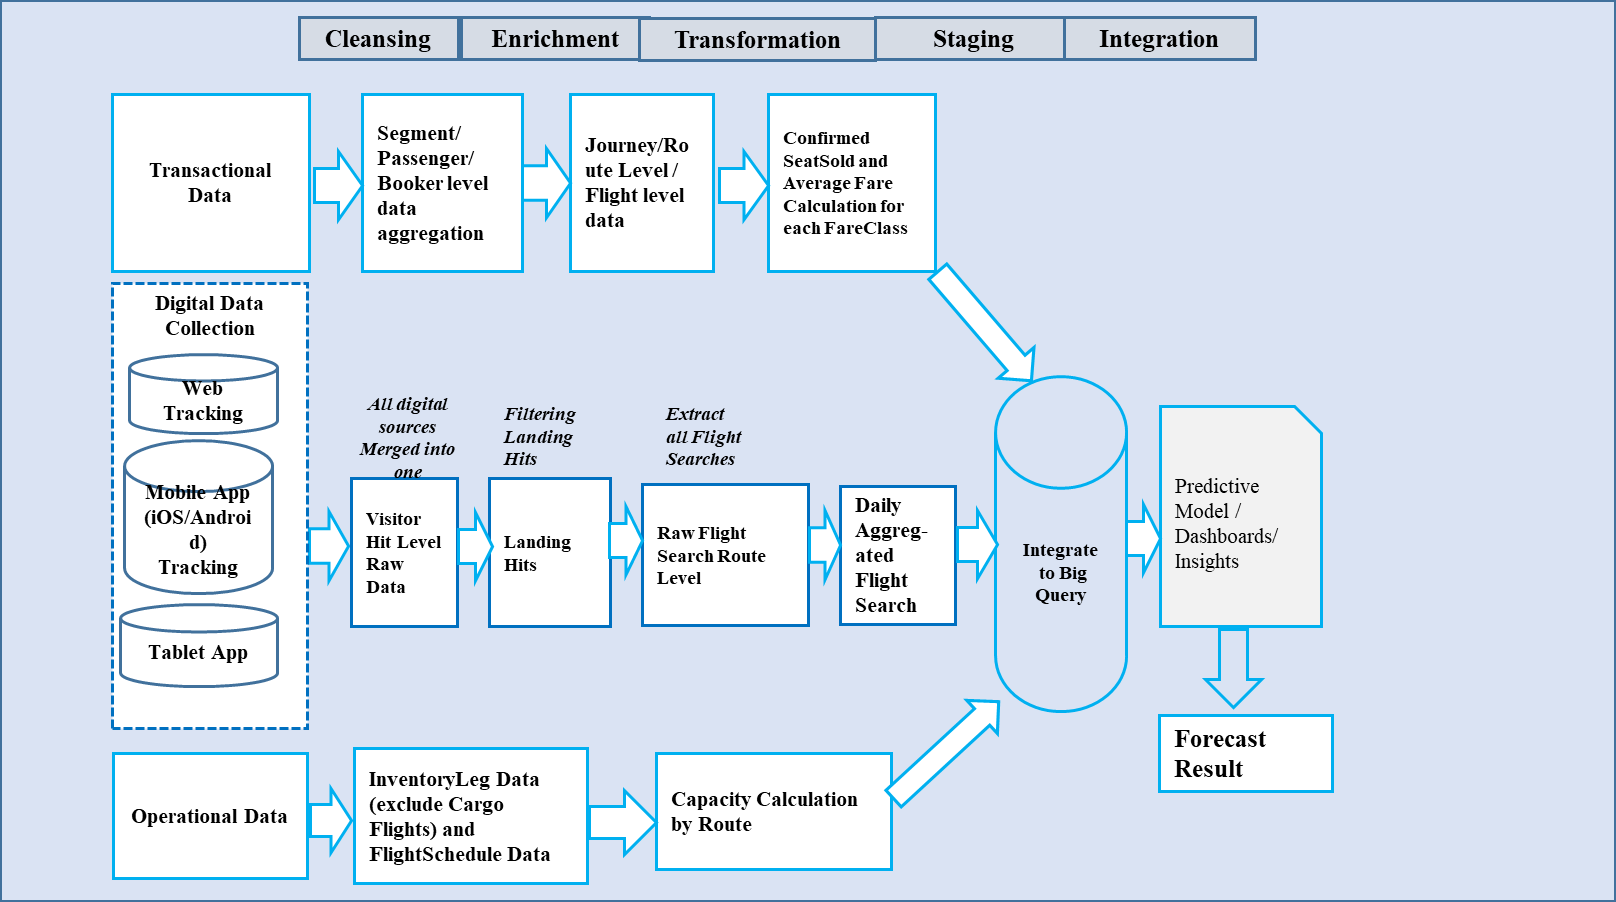 Cleansing
Enrichment
Transformation
Staging
Integration
Transactional
Data
Segment/
Passenger/
Booker level
data
aggregation
Journey/Ro
ute Level /
Flight level
data
Confirmed
SeatSold and
Average Fare
Calculation for
each FareClass
Digital Data
Collection
Web
Tracking
Mobile App
(iOS/Androi
d)
Tracking
Tablet App
All digital
sources
Merged into
one
Filtering
Landing
Hits
Extract
all Flight
Searches
Visitor
Hit Level
Raw
Data
Landing
Hits
Raw Flight
Search Route
Level
Daily
Aggreg-
ated
Flight
Search
Integrate
to Big
Query
Predictive
Model /
Dashboards/
Insights
Forecast
Result
Operational Data
InventoryLeg Data
(exclude Cargo
Flights) and
FlightSchedule Data
Capacity Calculation
by Route